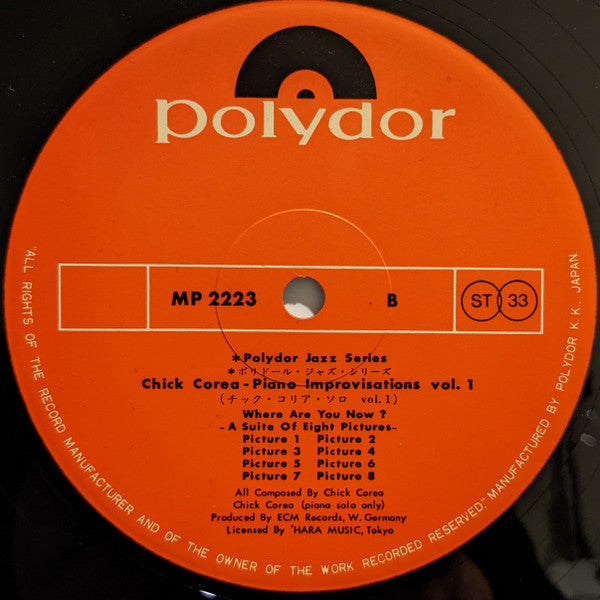 polydor
MP 2223 B ST 33
*Polydor Jazz Series
*ポリドール・ジャズ・シリーズ
Chick Corea - Piano Improvisations vol. 1
(チック・コリア・ソロ vol.1)
Where Are You Now ?
- A Suite Of Eight Pictures-
Picture 1 Picture 2
Picture 3 Picture 4
Picture 5 Picture 6
Picture 7 Picture 8
All Composed By Chick Corea
Chick Corea (piano solo only)
Produced By ECM Records, W. Germany
Licensed By 'HARA MUSIC, Tokyo
"ALL RIGHTS OF THE RECORD MANUFACTURER AND OF THE OWNER OF THE WORK RECORDED RESERVED." MANUFACTURED BY POLYDOR K.K., JAPAN.